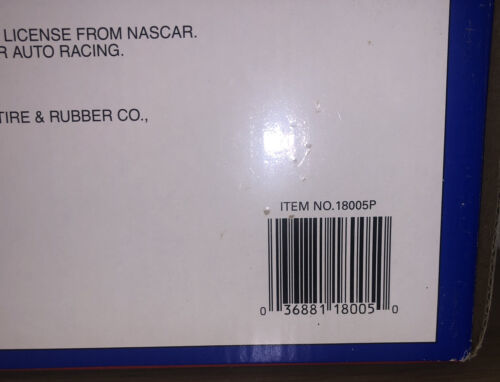 LICENSE FROM NASCAR.
R AUTO RACING.
TIRE & RUBBER CO.,
ITEM NO.18005P
0 36881 18005 0